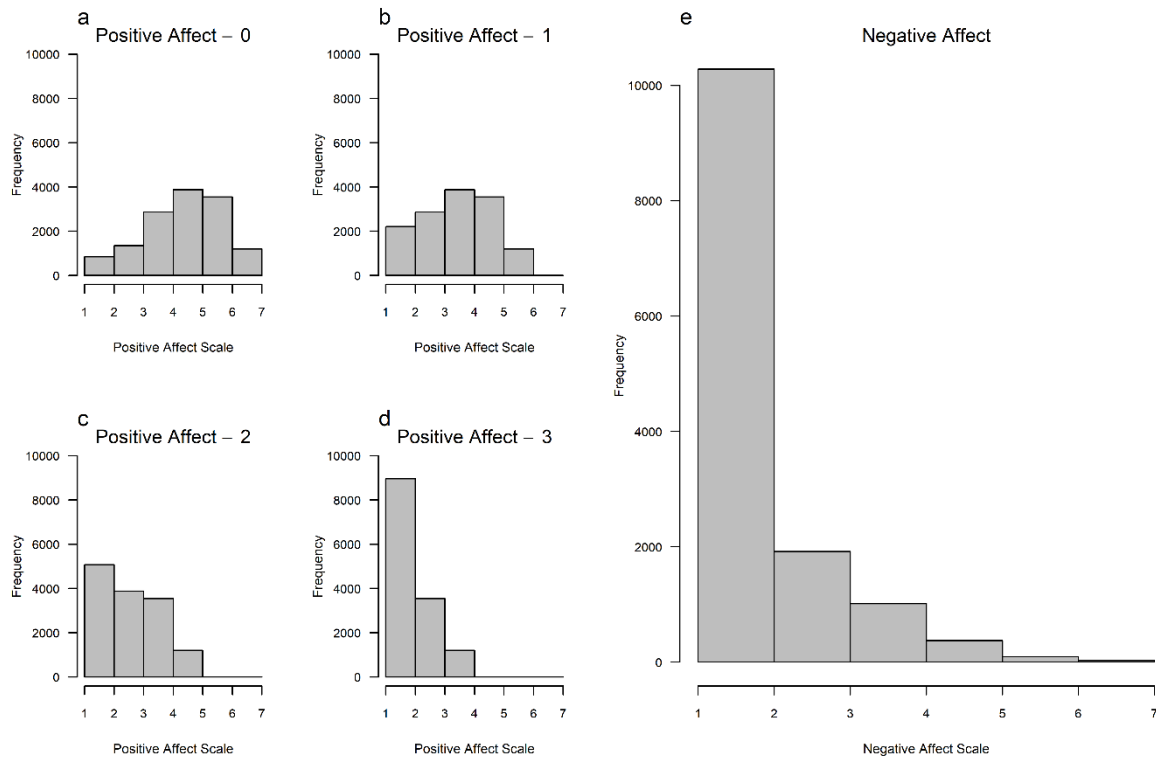 a
Positive Affect – 0
10000
8000
6000
4000
2000
0
Frequency
1 2 3 4 5 6 7
Positive Affect Scale
b
Positive Affect – 1
10000
8000
6000
4000
2000
0
Frequency
1 2 3 4 5 6 7
Positive Affect Scale
c
Positive Affect – 2
10000
8000
6000
4000
2000
0
Frequency
1 2 3 4 5 6 7
Positive Affect Scale
d
Positive Affect – 3
10000
8000
6000
4000
2000
0
Frequency
1 2 3 4 5 6 7
Positive Affect Scale
e
Negative Affect
10000
8000
6000
4000
2000
0
Frequency
1 2 3 4 5 6 7
Negative Affect Scale